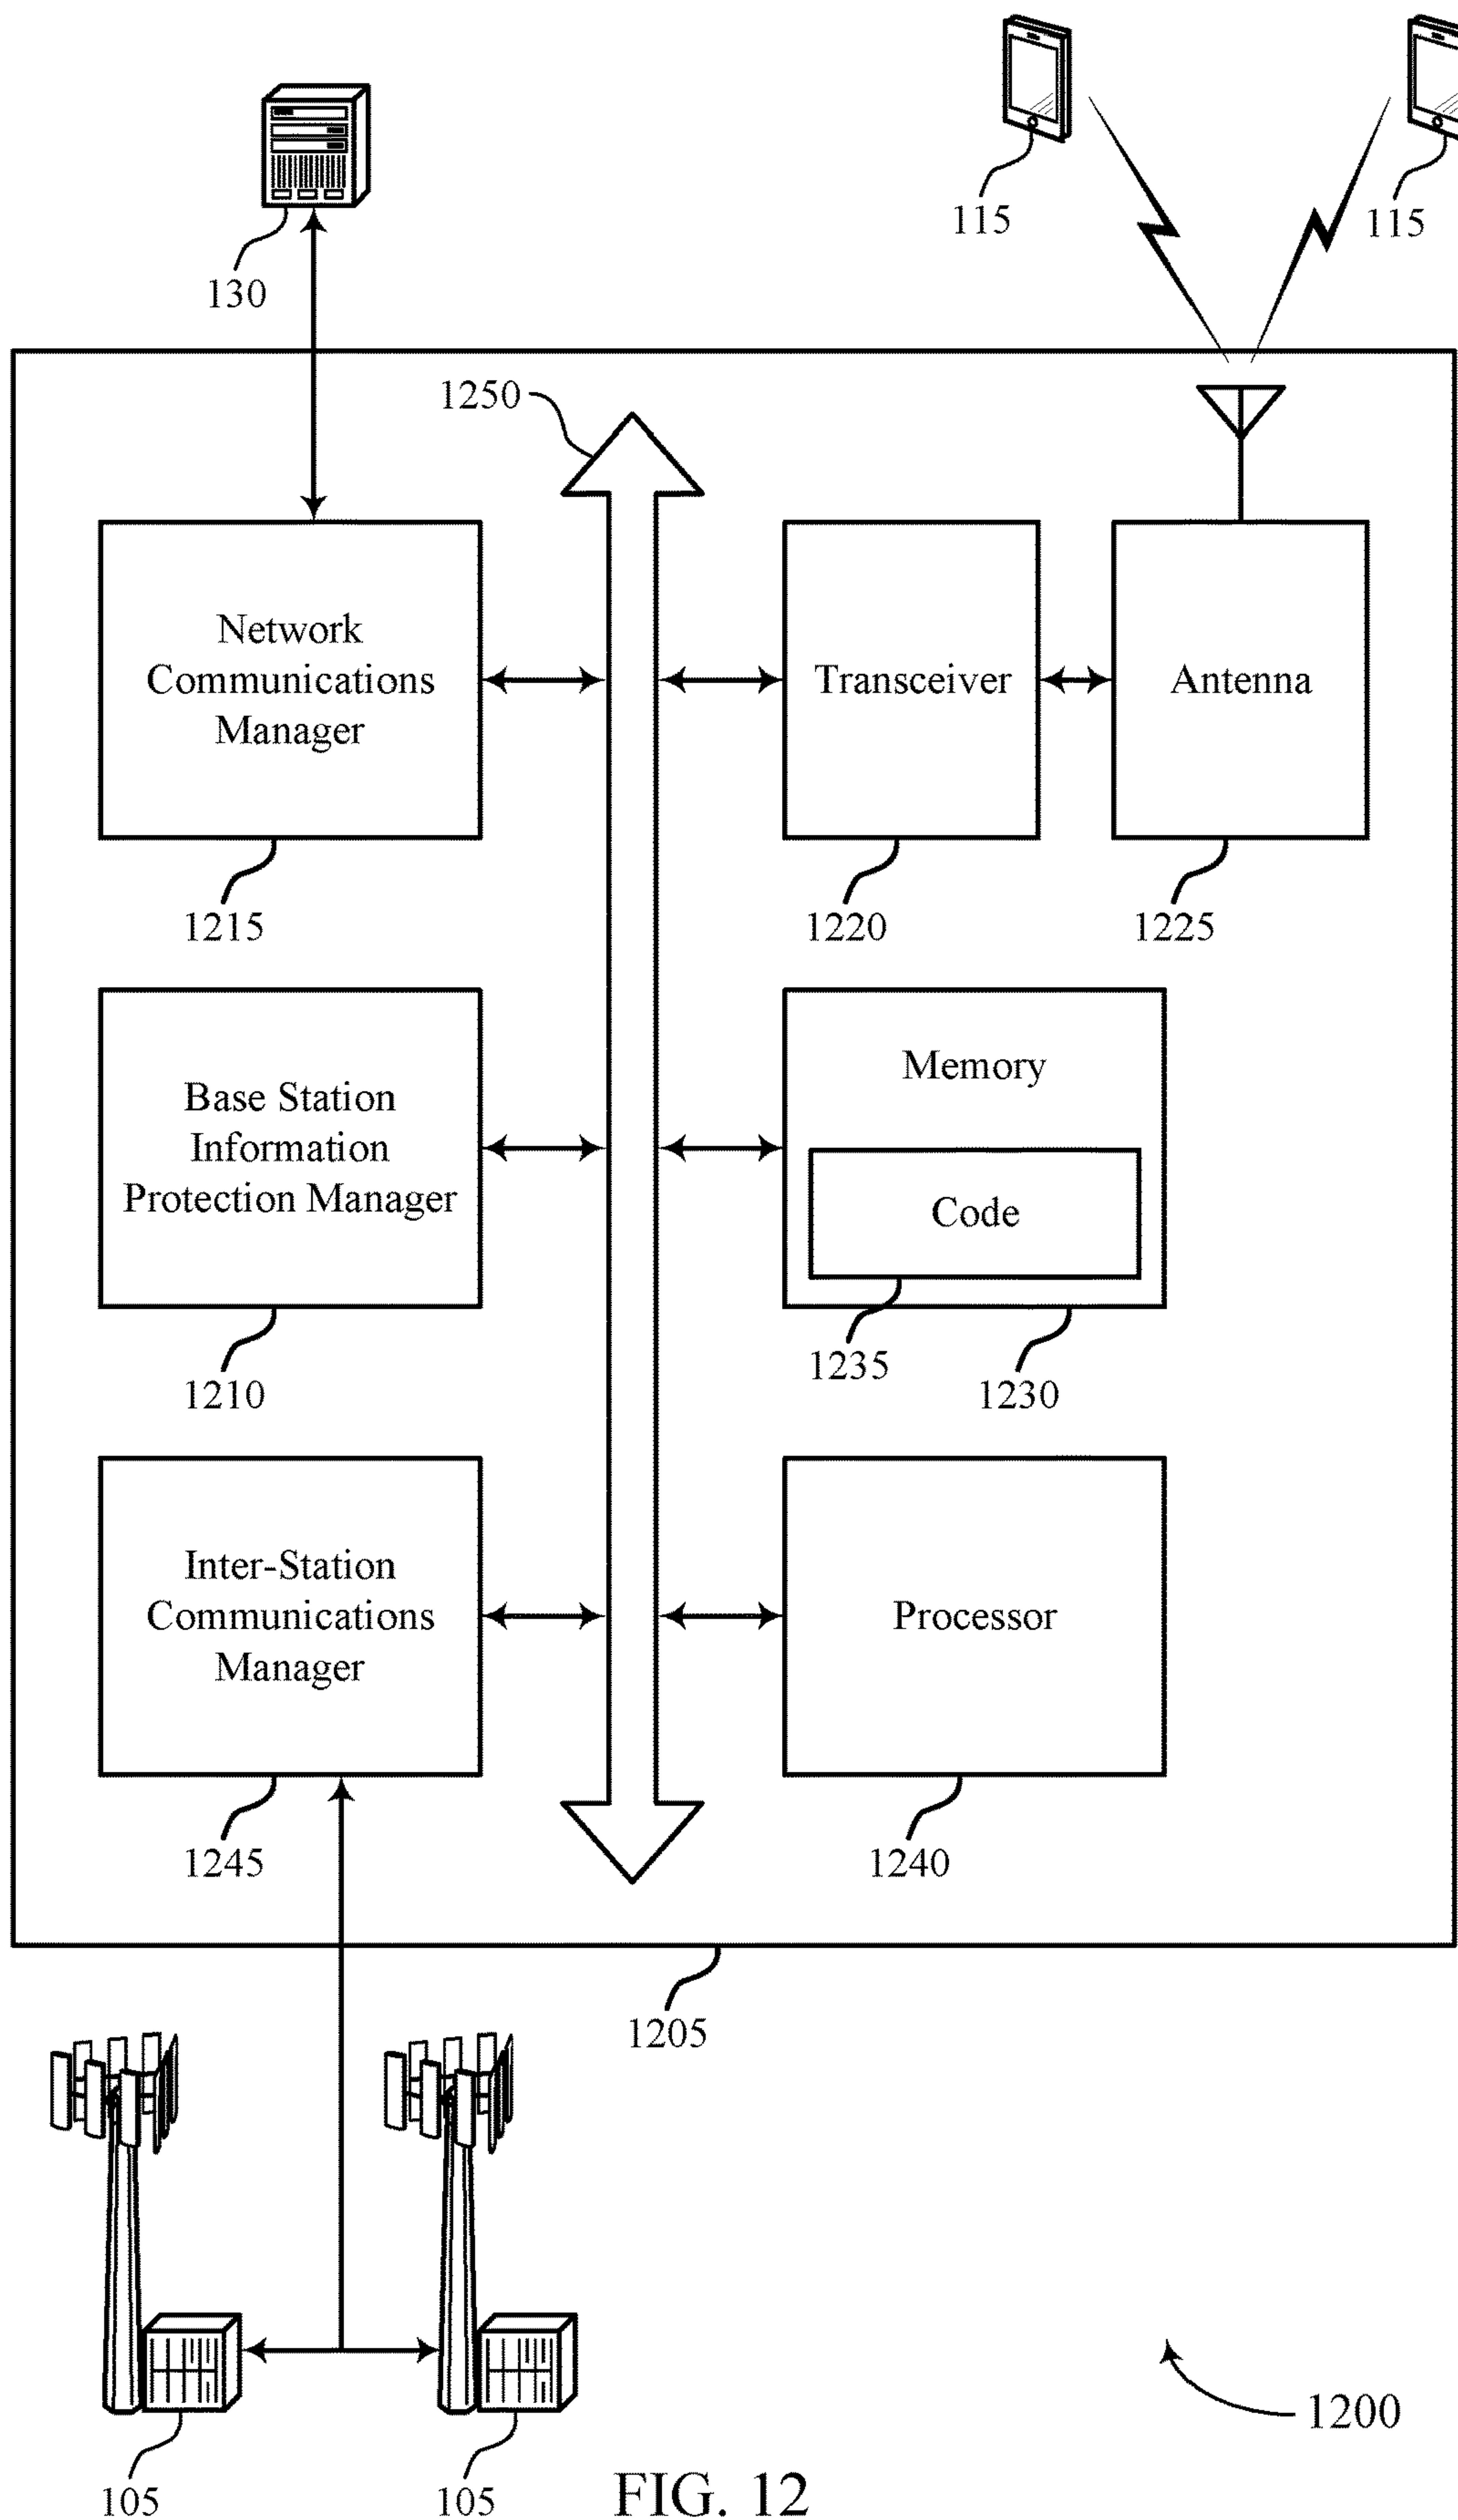 115
115
130
1250
Network
Communications
Manager
Transceiver
Antenna
1215
1220
1225
Base Station
Information
Protection Manager
Memory
Code
1235
1230
1210
Inter-Station
Communications
Manager
Processor
1245
1240
1205
1200
105
105
FIG. 12